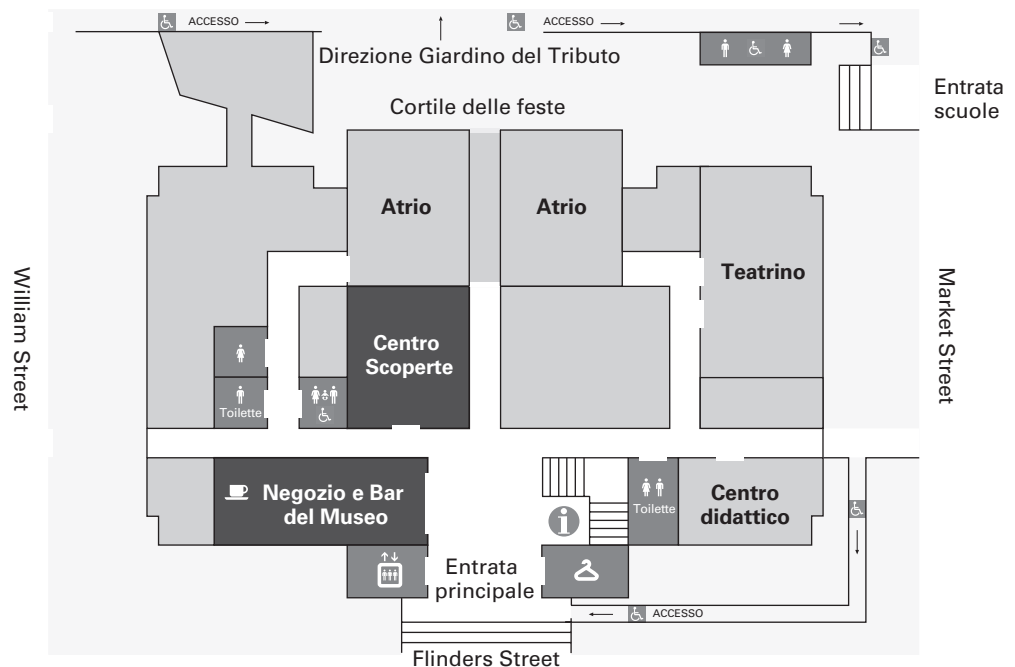 ACCESSO
ACCESSO
Direzione Giardino del Tributo
Entrata
scuole
Cortile delle feste
Atrio
Atrio
Teatrino
William Street
Market Street
Centro
Scoperte
Toilette
Negozio e Bar
del Museo
Toilette
Centro
didattico
i
Entrata
principale
ACCESSO
Flinders Street